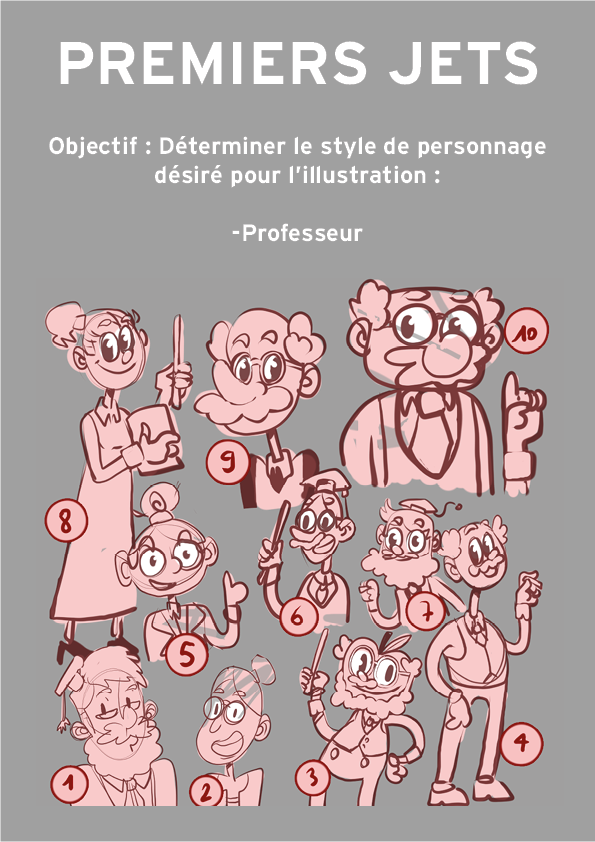 PREMIERS JETS
Objectif : Déterminer le style de personnage
désiré pour l'illustration :
-Professeur
10
9
8
7
6
5
4
3
2
1